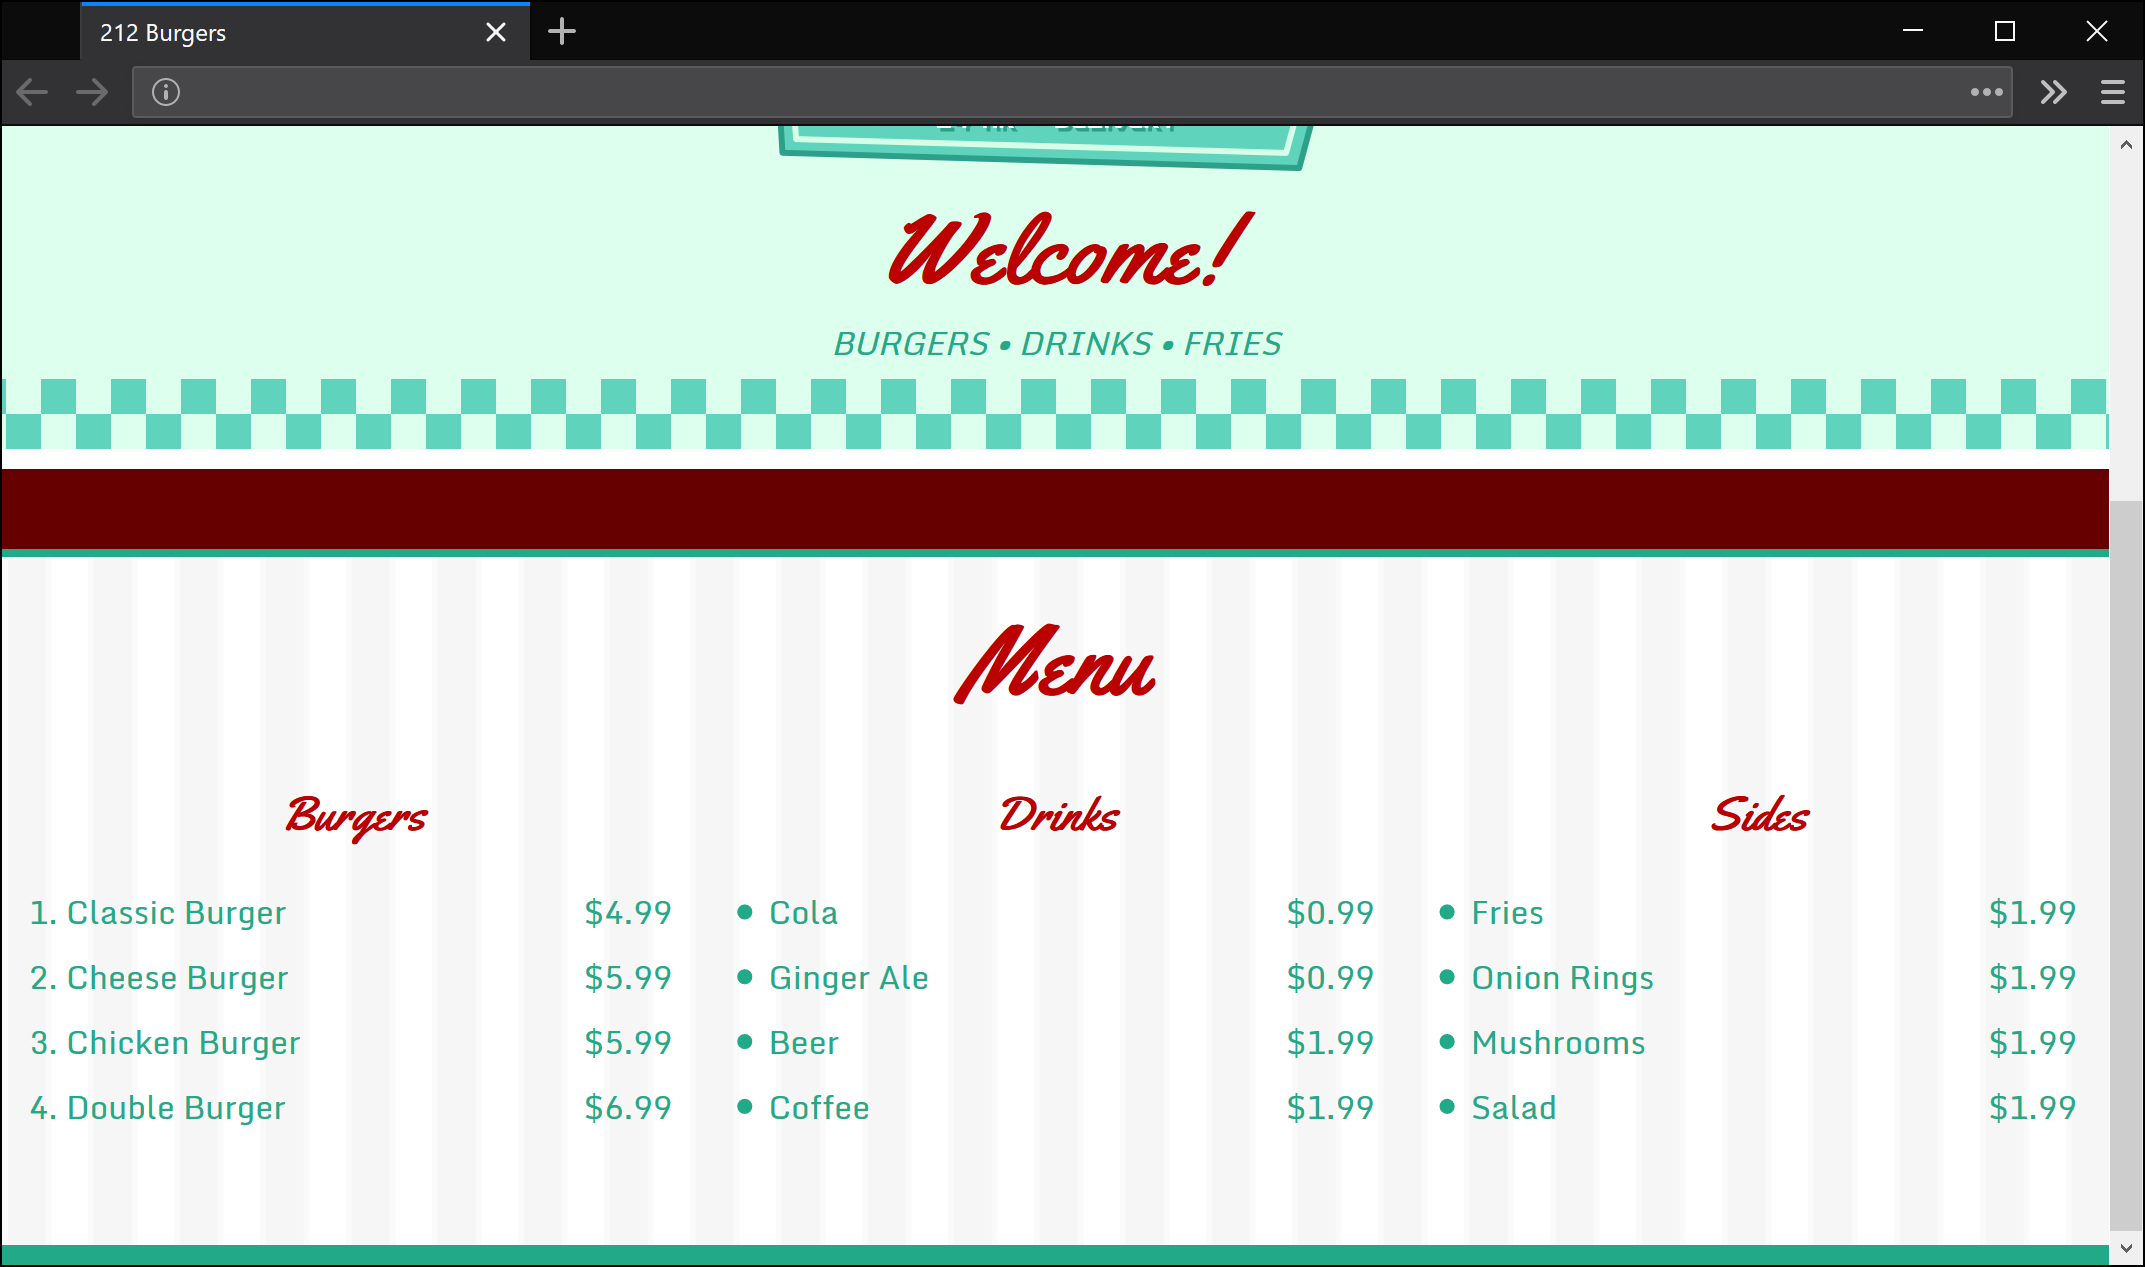 212 Burgers
Welcome!
BURGERS • DRINKS • FRIES
Menu
Burgers
1. Classic Burger $4.99
2. Cheese Burger $5.99
3. Chicken Burger $5.99
4. Double Burger $6.99
Drinks
• Cola $0.99
• Ginger Ale $0.99
• Beer $1.99
• Coffee $1.99
Sides
• Fries $1.99
• Onion Rings $1.99
• Mushrooms $1.99
• Salad $1.99